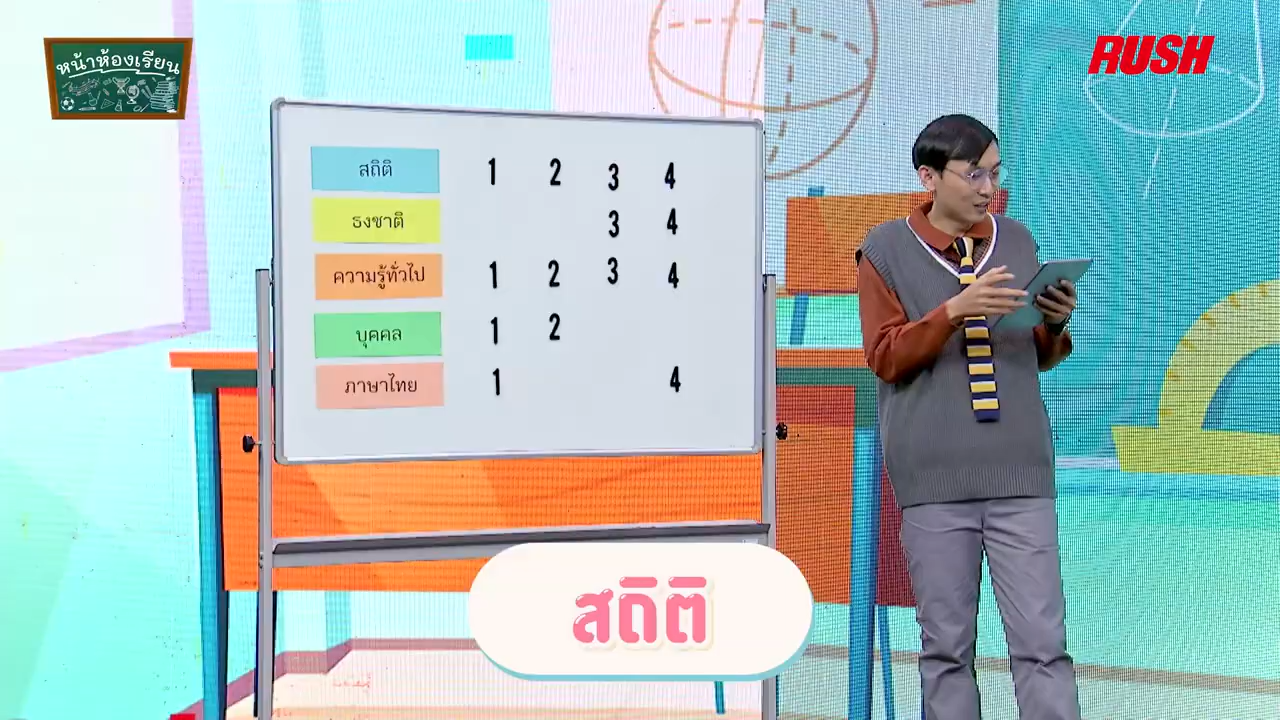 หน้าห้องเรียน
RUSH
สถิติ 1 2 3 4
ธงชาติ 3 4
ความรู้ทั่วไป 1 2 3 4
บุคคล 1 2
ภาษาไทย 1 4
สถิติ